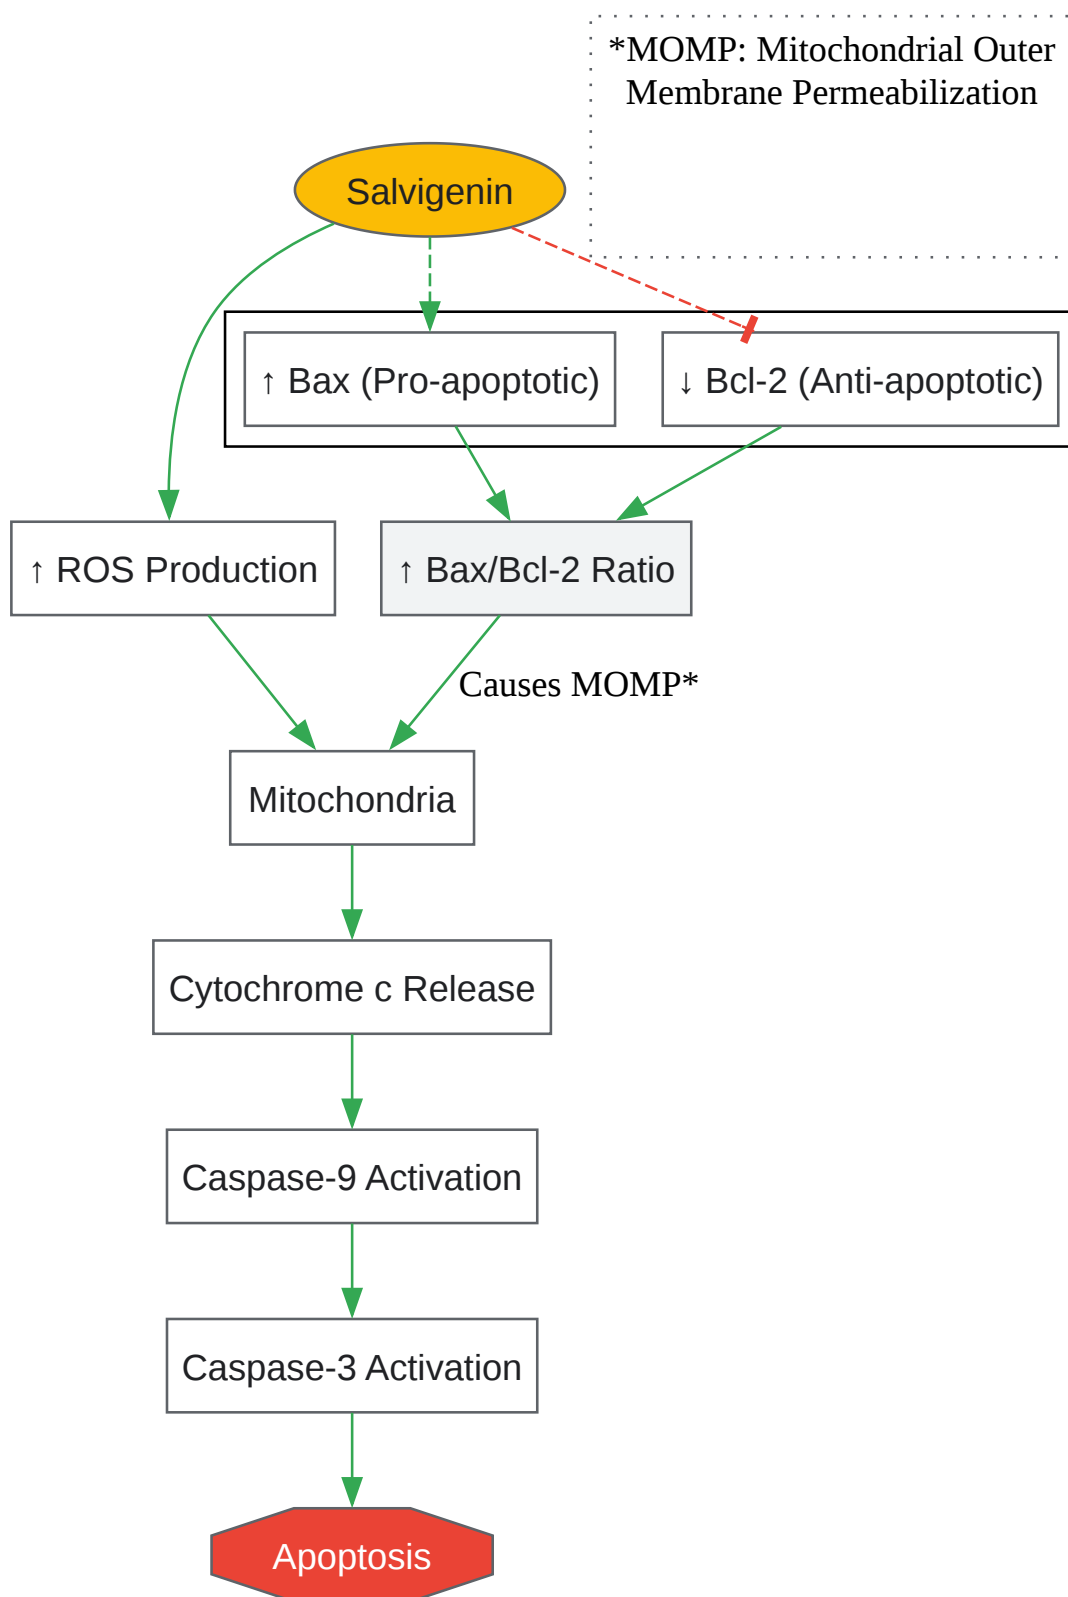 *MOMP: Mitochondrial Outer
Membrane Permeabilization
Salvigenin
↑ Bax (Pro-apoptotic)
↓ Bcl-2 (Anti-apoptotic)
↑ ROS Production
↑ Bax/Bcl-2 Ratio
Causes MOMP*
Mitochondria
Cytochrome c Release
Caspase-9 Activation
Caspase-3 Activation
Apoptosis